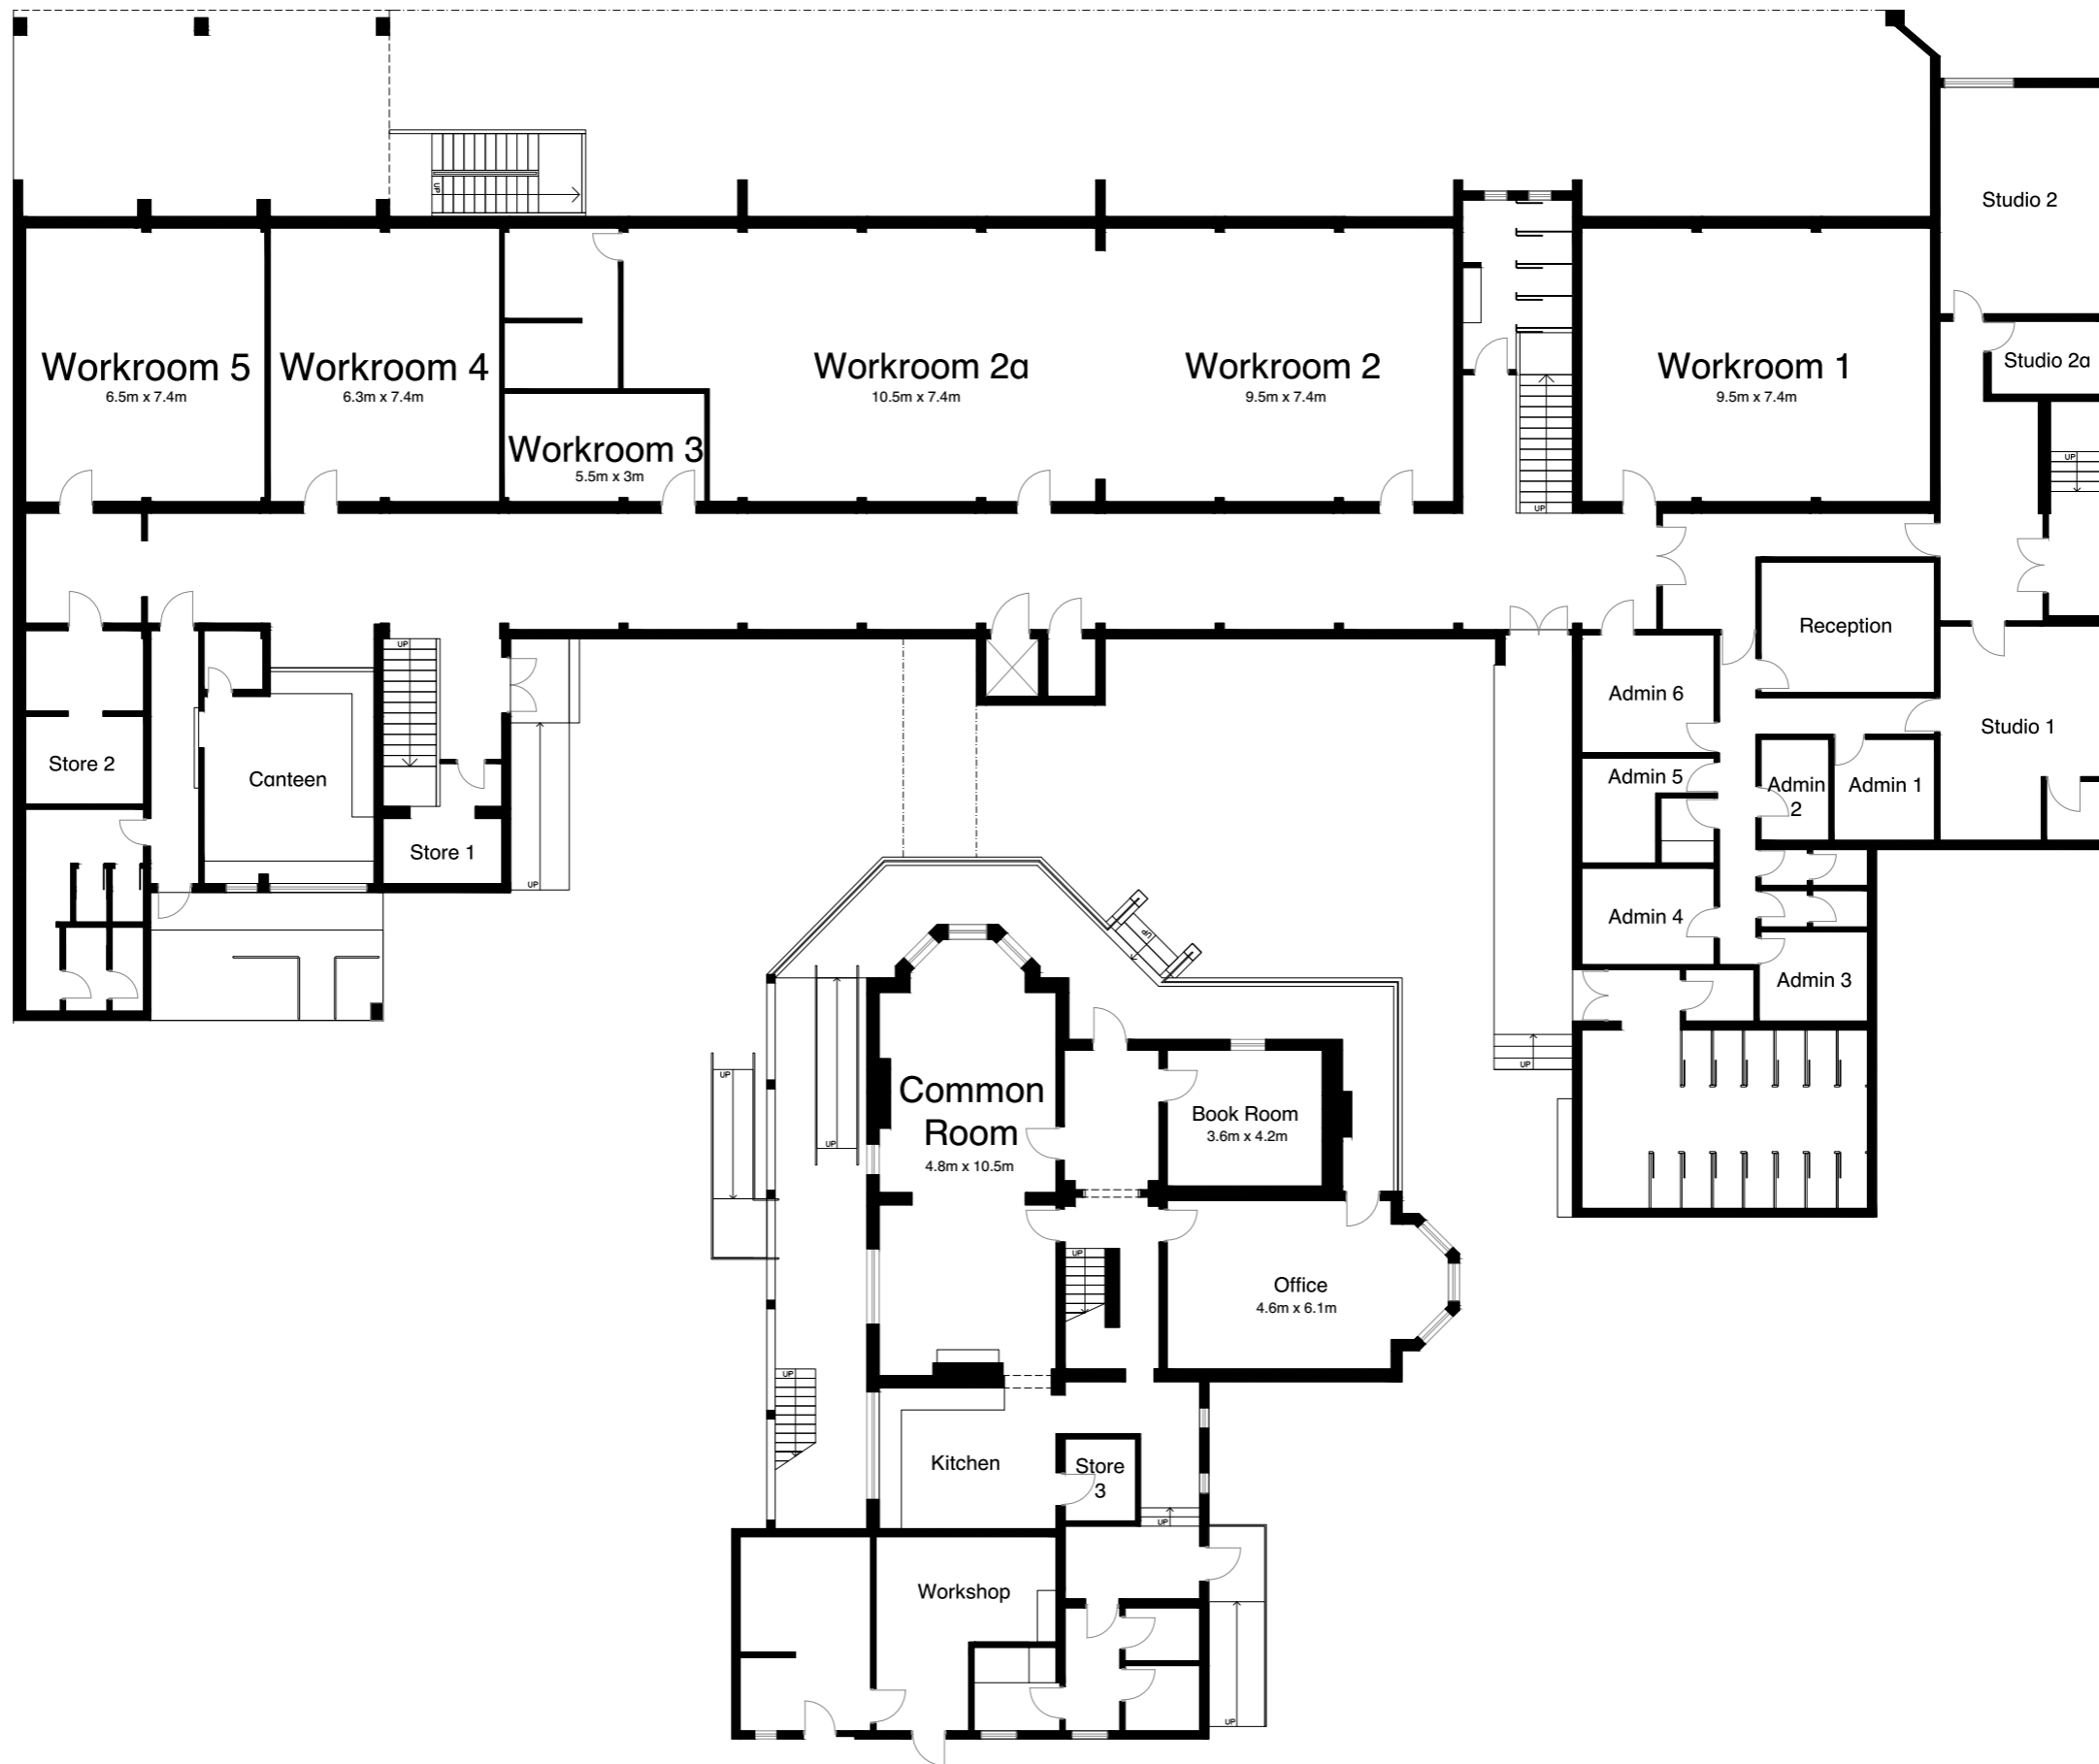 UP
Studio 2
Workroom 5
6.5m x 7.4m
Workroom 4
6.3m x 7.4m
Workroom 2a
10.5m x 7.4m
Workroom 2
9.5m x 7.4m
Workroom 1
9.5m x 7.4m
Studio 2a
Workroom 3
5.5m x 3m
UP
UP
Reception
UP
Admin 6
Studio 1
Store 2
Canteen
Admin 5
Admin
2
Admin 1
Store 1
UP
Admin 4
UP
Admin 3
UP
UP
UP
Common
Room
4.8m x 10.5m
Book Room
3.6m x 4.2m
UP
Office
4.6m x 6.1m
UP
Kitchen
Store
3
UP
Workshop
UP